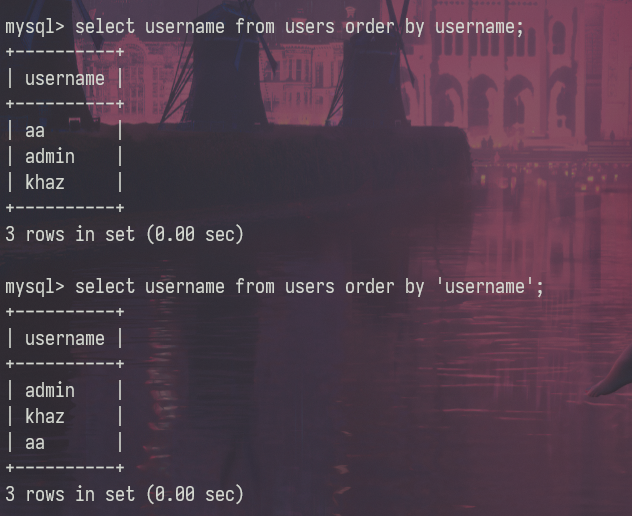 mysql> select username from users order by username;
+----------+
| username |
+----------+
| aa       |
| admin    |
| khaz     |
+----------+
3 rows in set (0.00 sec)
mysql> select username from users order by 'username';
+----------+
| username |
+----------+
| admin    |
| khaz     |
| aa       |
+----------+
3 rows in set (0.00 sec)